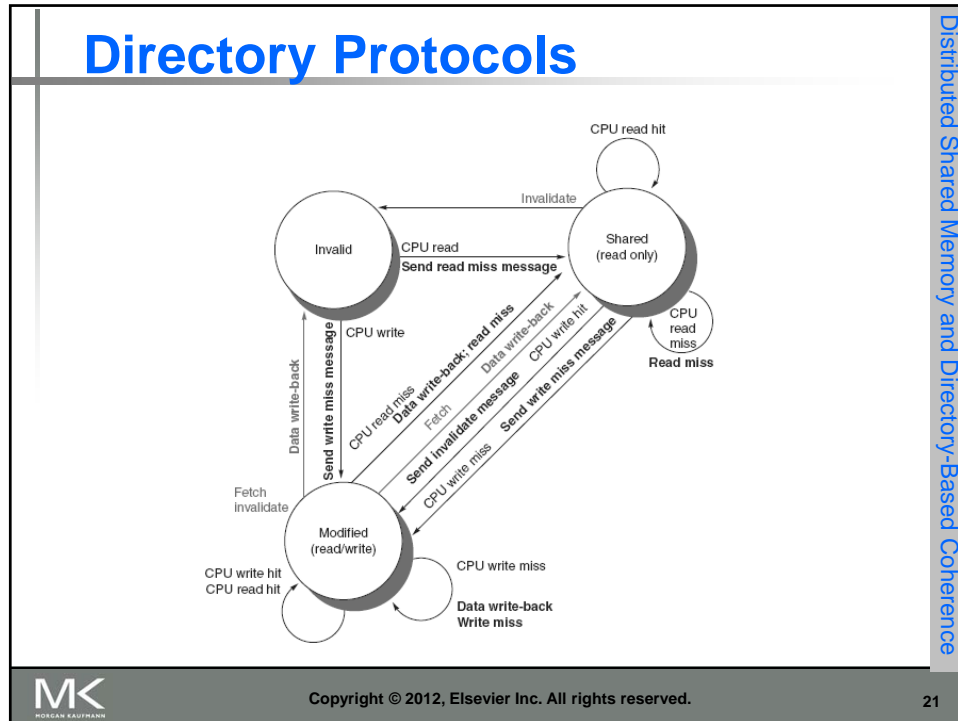 Directory Protocols
Distributed Shared Memory and Directory-Based Coherence
CPU read hit
Invalidate
Invalid
Shared
(read only)
CPU read
Send read miss message
CPU
read
miss
Read miss
CPU write
Send write miss message
Data write-back
Fetch
invalidate
CPU read miss
Data write-back; read miss
Fetch
Data write-back
CPU write hit
Send invalidate message
CPU write miss
Send write miss message
Modified
(read/write)
CPU write hit
CPU read hit
CPU write miss
Data write-back
Write miss
MK
MORGAN KAUFMANN
Copyright © 2012, Elsevier Inc. All rights reserved.
21